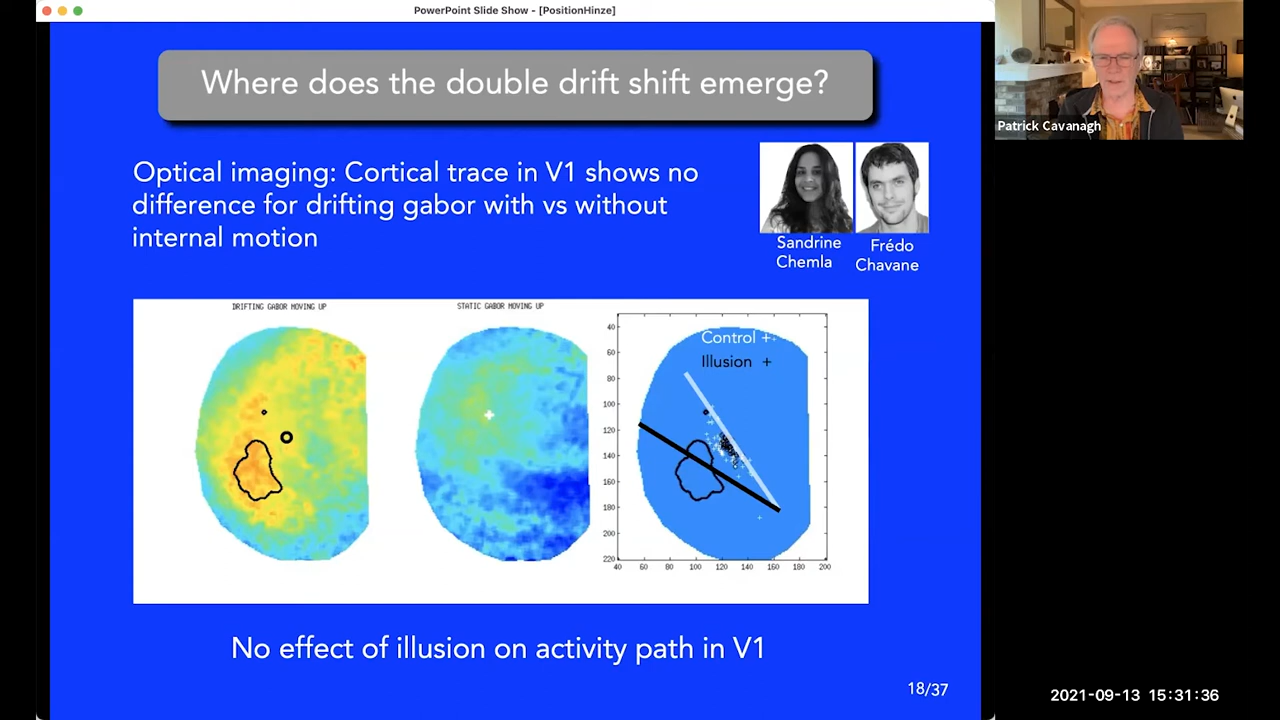 PowerPoint Slide Show - [PositionHinze]
Where does the double drift shift emerge?
Patrick Cavanagh
Optical imaging: Cortical trace in V1 shows no
difference for drifting gabor with vs without
internal motion
Sandrine
Chemla
Frédo
Chavane
DRIFTING GABOR MOVING UP
STATIC GABOR MOVING UP
Control +
Illusion +
40
60
80
100
120
140
160
180
200
220
40 60 80 100 120 140 160 180 200
No effect of illusion on activity path in V1
18/37
2021-09-13 15:31:36